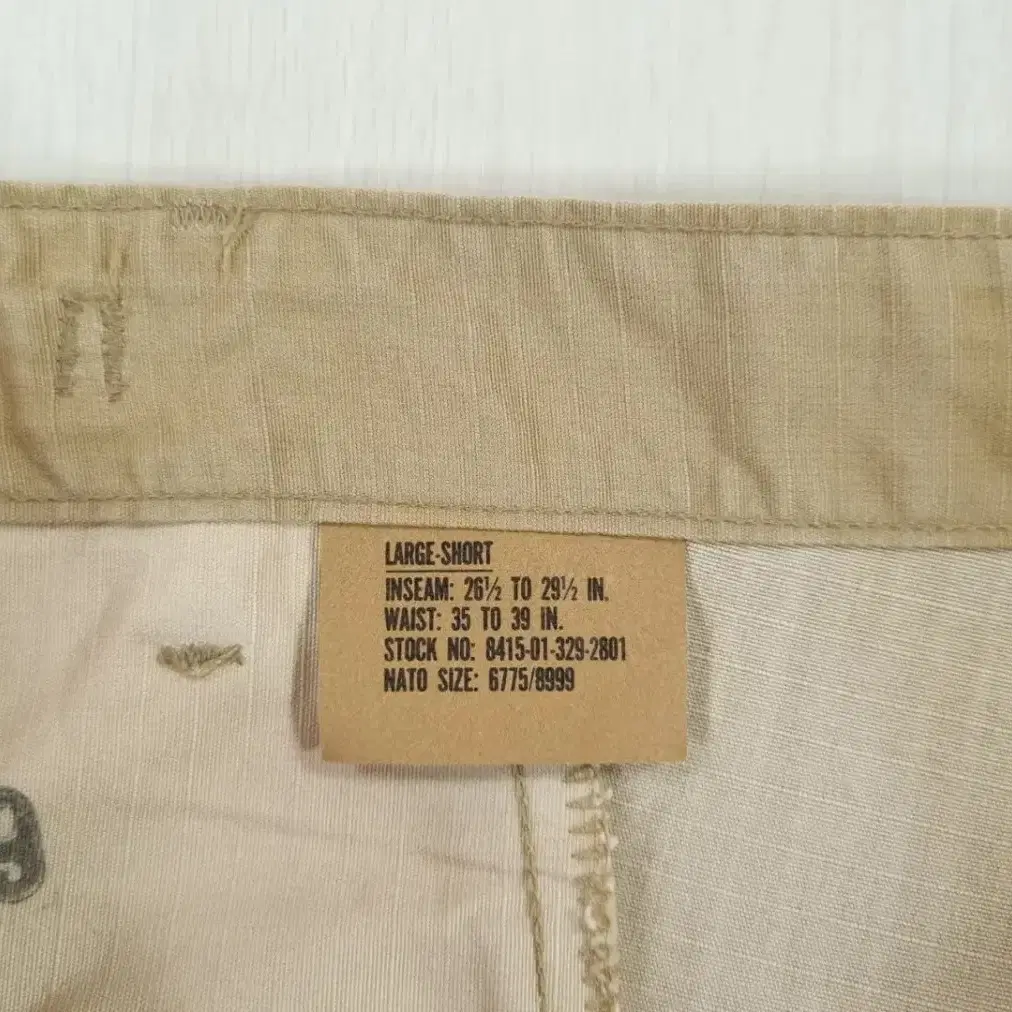 LARGE-SHORT
INSEAM: 26½ TO 29½ IN.
WAIST: 35 TO 39 IN.
STOCK NO: 8415-01-329-2801
NATO SIZE: 6775/8999
9